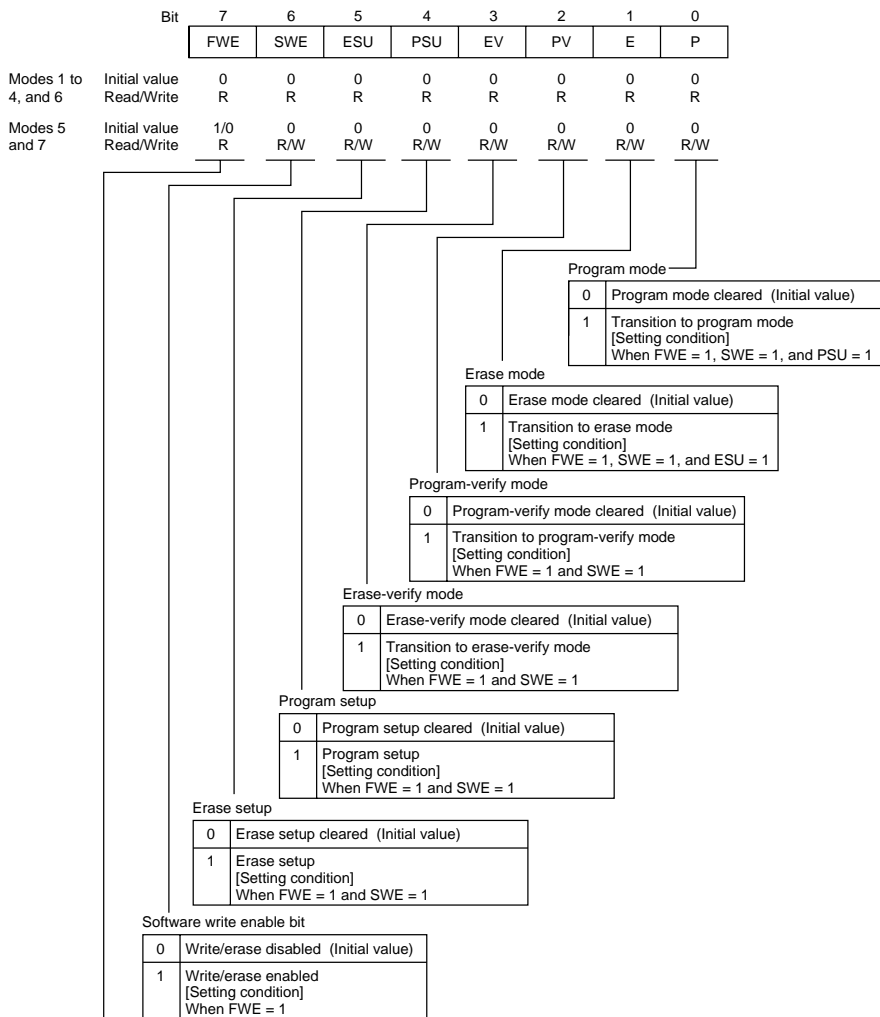 Bit 7 6 5 4 3 2 1 0
FWE SWE ESU PSU EV PV E P
Modes 1 to Initial value 0 0 0 0 0 0 0 0
4, and 6 Read/Write R R R R R R R R
Modes 5 Initial value 1/0 0 0 0 0 0 0 0
and 7 Read/Write R R/W R/W R/W R/W R/W R/W R/W
Program mode
0 Program mode cleared (Initial value)
1 Transition to program mode
[Setting condition]
When FWE = 1, SWE = 1, and PSU = 1
Erase mode
0 Erase mode cleared (Initial value)
1 Transition to erase mode
[Setting condition]
When FWE = 1, SWE = 1, and ESU = 1
Program-verify mode
0 Program-verify mode cleared (Initial value)
1 Transition to program-verify mode
[Setting condition]
When FWE = 1 and SWE = 1
Erase-verify mode
0 Erase-verify mode cleared (Initial value)
1 Transition to erase-verify mode
[Setting condition]
When FWE = 1 and SWE = 1
Program setup
0 Program setup cleared (Initial value)
1 Program setup
[Setting condition]
When FWE = 1 and SWE = 1
Erase setup
0 Erase setup cleared (Initial value)
1 Erase setup
[Setting condition]
When FWE = 1 and SWE = 1
Software write enable bit
0 Write/erase disabled (Initial value)
1 Write/erase enabled
[Setting condition]
When FWE = 1